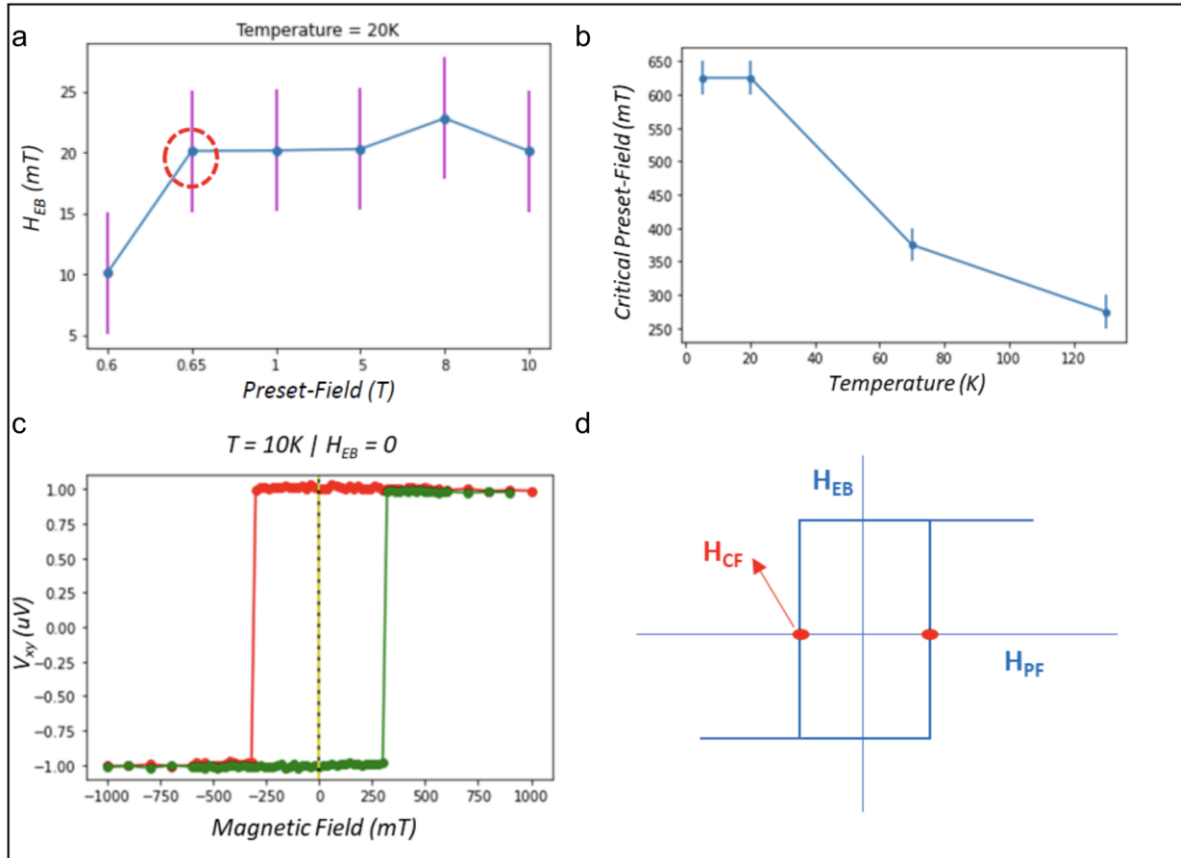 a
Temperature = 20K
25
20
15
10
5
H_EB (mT)
0.6 0.65 1 5 8 10
Preset-Field (T)
b
650
600
550
500
450
400
350
300
250
Critical Preset-Field (mT)
0 20 40 60 80 100 120
Temperature (K)
c
T = 10K | H_EB = 0
1.00
0.75
0.50
0.25
0.00
−0.25
−0.50
−0.75
−1.00
V_xy (uV)
−1000 −750 −500 −250 0 250 500 750 1000
Magnetic Field (mT)
d
H_EB
H_CF
H_PF